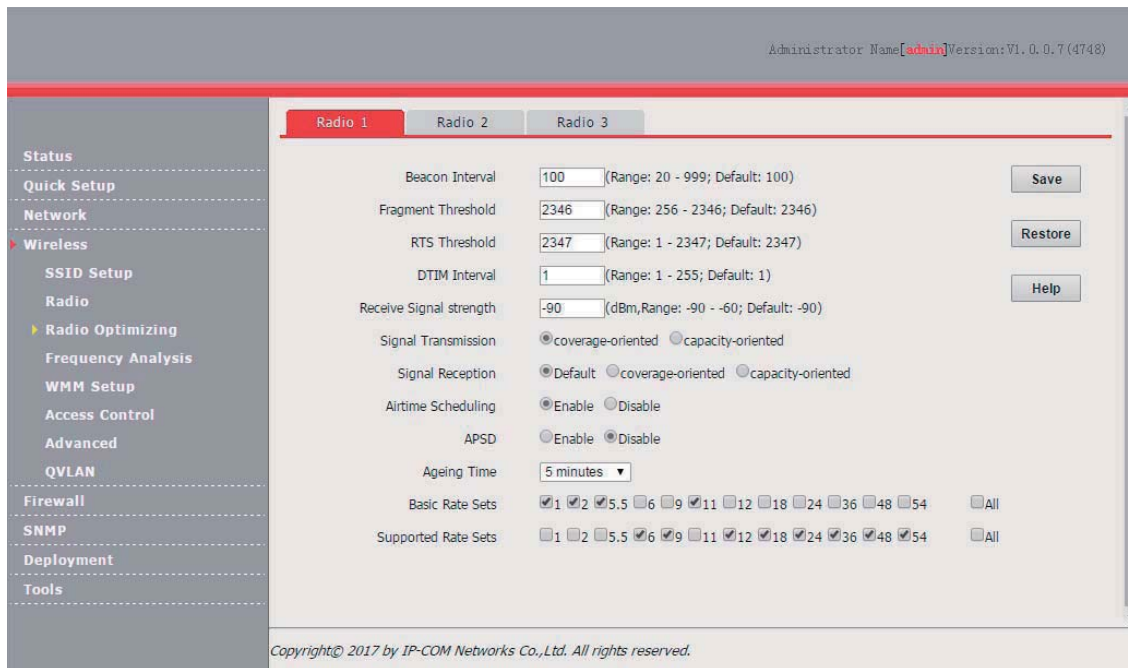 Administrator Name[admin]Version:V1.0.0.7(4748)
Radio 1 Radio 2 Radio 3
Status
Quick Setup
Network
Wireless
SSID Setup
Radio
Radio Optimizing
Frequency Analysis
WMM Setup
Access Control
Advanced
QVLAN
Firewall
SNMP
Deployment
Tools
Beacon Interval 100 (Range: 20 - 999; Default: 100)
Fragment Threshold 2346 (Range: 256 - 2346; Default: 2346)
RTS Threshold 2347 (Range: 1 - 2347; Default: 2347)
DTIM Interval 1 (Range: 1 - 255; Default: 1)
Receive Signal strength -90 (dBm,Range: -90 - -60; Default: -90)
Signal Transmission coverage-oriented capacity-oriented
Signal Reception Default coverage-oriented capacity-oriented
Airtime Scheduling Enable Disable
APSD Enable Disable
Ageing Time 5 minutes
Basic Rate Sets 1 2 5.5 6 9 11 12 18 24 36 48 54 All
Supported Rate Sets 1 2 5.5 6 9 11 12 18 24 36 48 54 All
Save
Restore
Help
Copyright© 2017 by IP-COM Networks Co.,Ltd. All rights reserved.